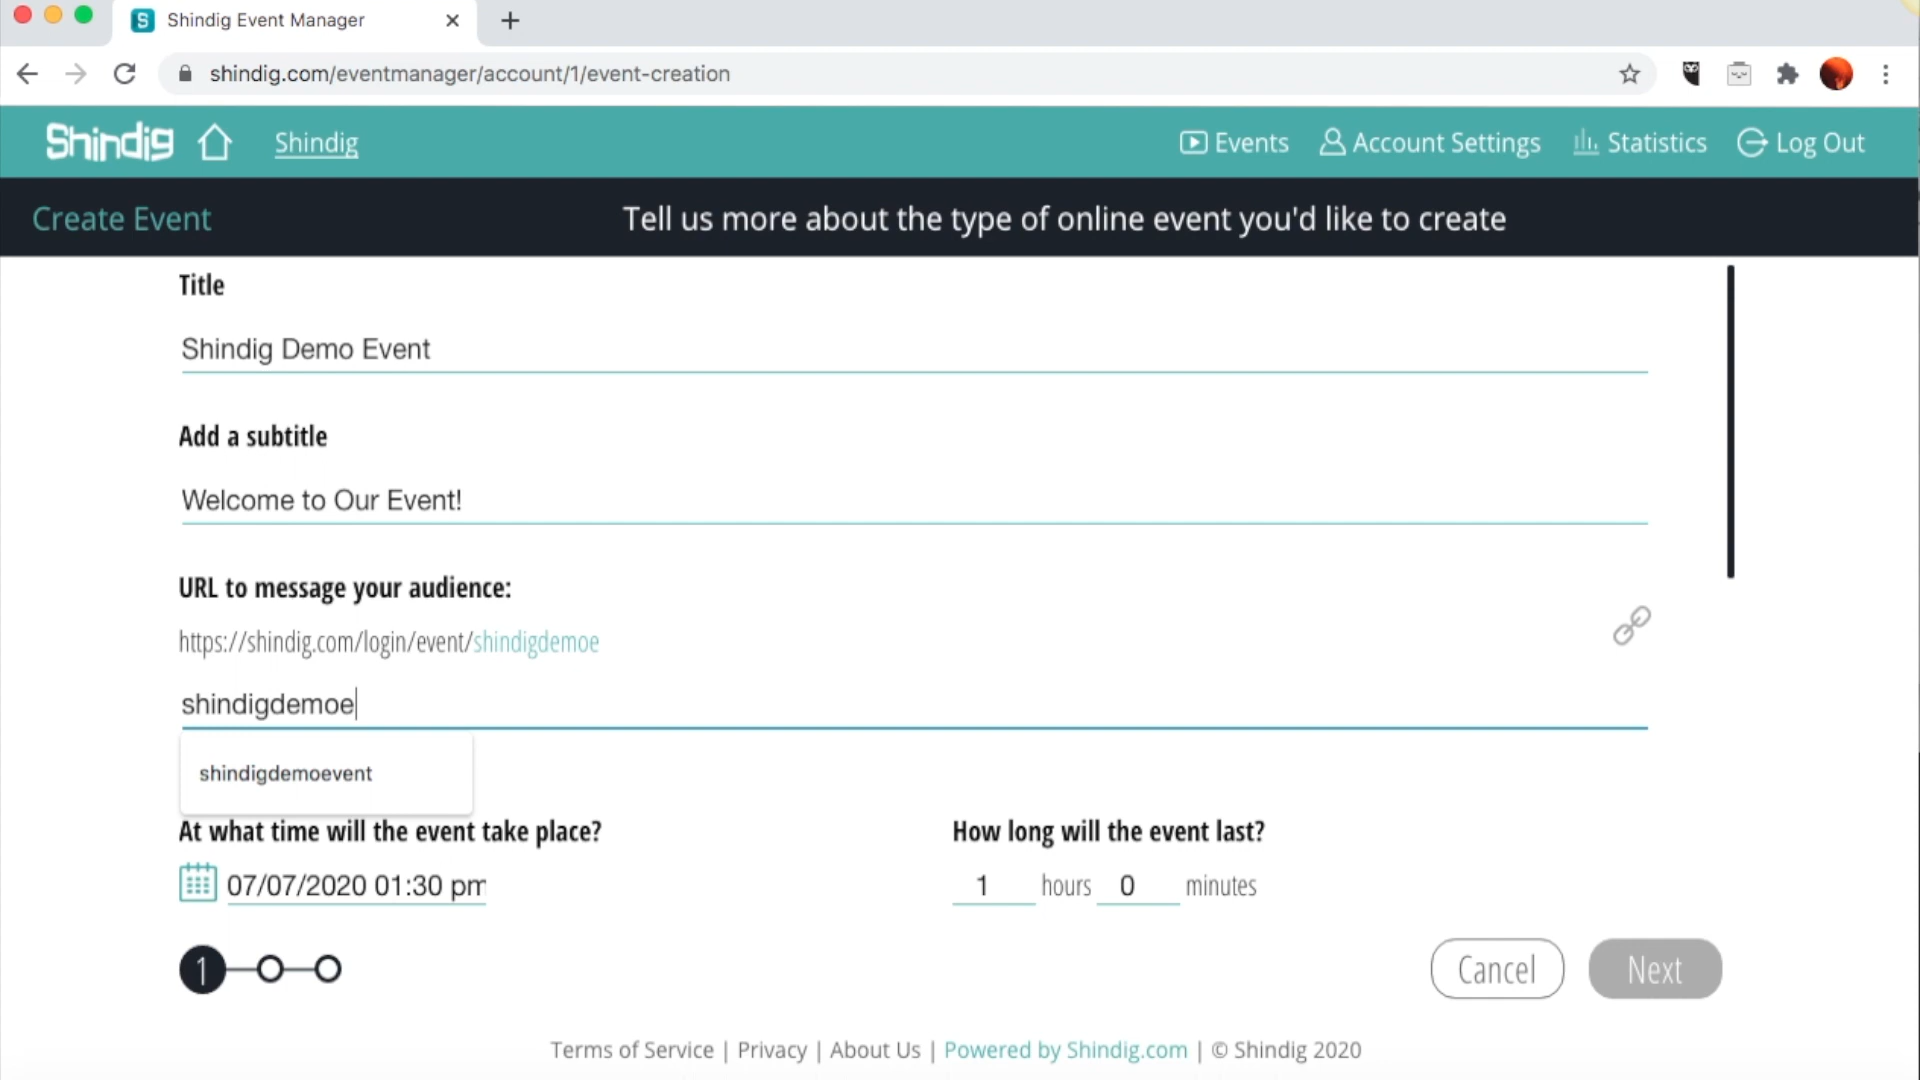 Shindig Event Manager
shindig.com/eventmanager/account/1/event-creation
Shindig Shindig Events Account Settings Statistics Log Out
Create Event Tell us more about the type of online event you'd like to create
Title
Shindig Demo Event
Add a subtitle
Welcome to Our Event!
URL to message your audience:
https://shindig.com/login/event/shindigdemoe
shindigdemoe
shindigdemoevent
At what time will the event take place? How long will the event last?
07/07/2020 01:30 pm 1 hours 0 minutes
1 Cancel Next
Terms of Service | Privacy | About Us | Powered by Shindig.com | © Shindig 2020